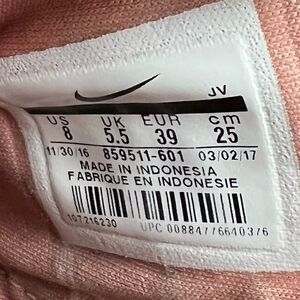 JV
US UK EUR cm
8 5.5 39 25
11/30/16 859511-601 03/02/17
MADE IN INDONESIA
FABRIQUE EN INDONESIE
107216230
UPC 00884776640376